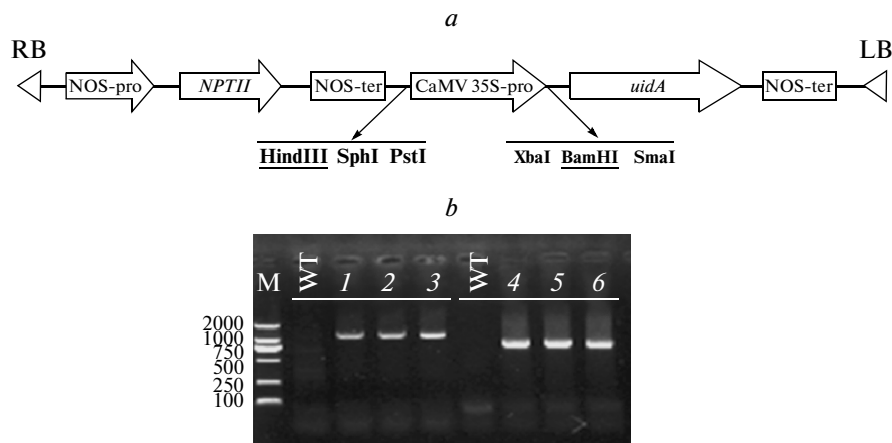 a
RB LB
NOS-pro NPTII NOS-ter CaMV 35S-pro uidA NOS-ter
HindIII SphI PstI XbaI BamHI SmaI
b
M WT 1 2 3 WT 4 5 6
2000
1000
750
500
250
100